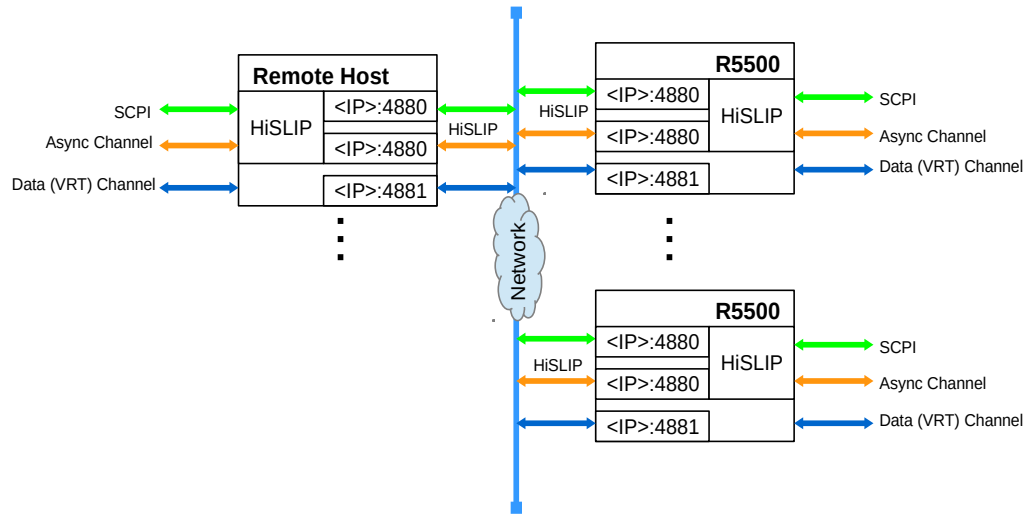 Remote Host
SCPI
Async Channel
Data (VRT) Channel
HiSLIP
<IP>:4880
<IP>:4880
<IP>:4881
HiSLIP
Network
R5500
HiSLIP
<IP>:4880
<IP>:4880
<IP>:4881
HiSLIP
SCPI
Async Channel
Data (VRT) Channel
R5500
HiSLIP
<IP>:4880
<IP>:4880
<IP>:4881
HiSLIP
SCPI
Async Channel
Data (VRT) Channel